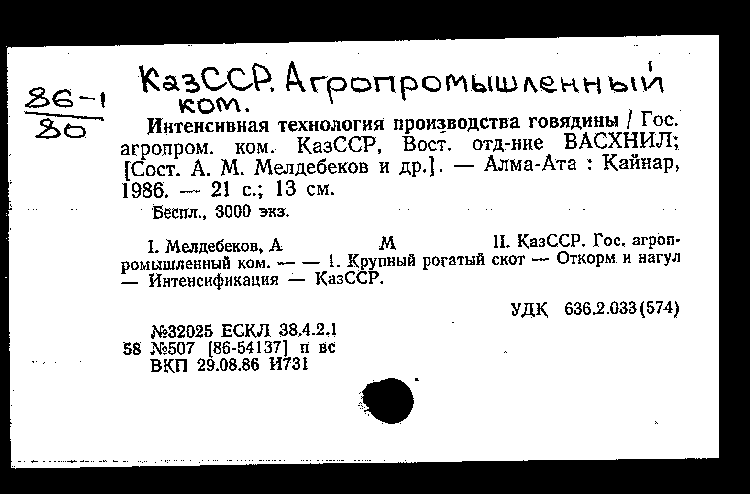 КазССР. Агропромышленный
ком.
86-1
80
Интенсивная технология производства говядины / Гос.
агропром. ком. КазССР, Вост. отд-ние ВАСХНИЛ;
[Сост. А. М. Мелдебеков и др.]. — Алма-Ата : Кайнар,
1986. — 21 с.; 13 см.
Беспл., 3000 экз.
I. Мелдебеков, А М II. КазССР. Гос. агроп-
ромышленный ком. — — 1. Крупный рогатый скот — Откорм и нагул
— Интенсификация — КазССР.
УДК 636.2.033(574)
№32025 ЕСКЛ 38.4.2.1
58 №507 [86-54137] п вс
ВКП 29.08.86 И731